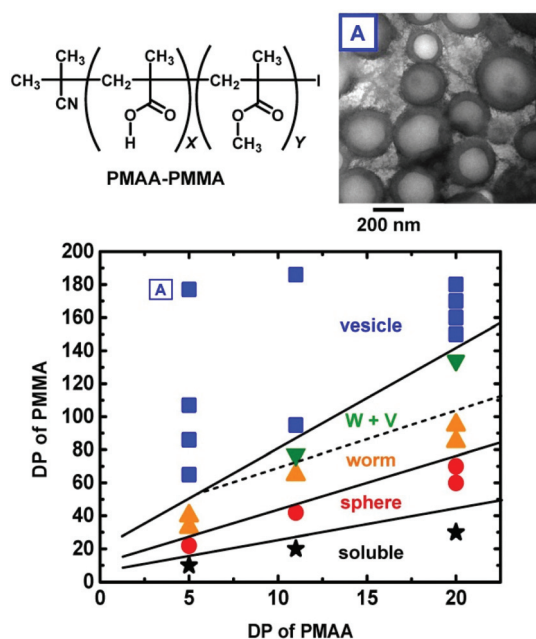 CH₃
CH₃
CH₃
CH₃
CH₂
CH₂
I
CN
O
O
O
O
H
X
CH₃
Y
PMAA-PMMA
A
200 nm
200
180
160
140
120
100
80
60
40
20
0
DP of PMMA
A
vesicle
W + V
worm
sphere
soluble
0 5 10 15 20
DP of PMAA